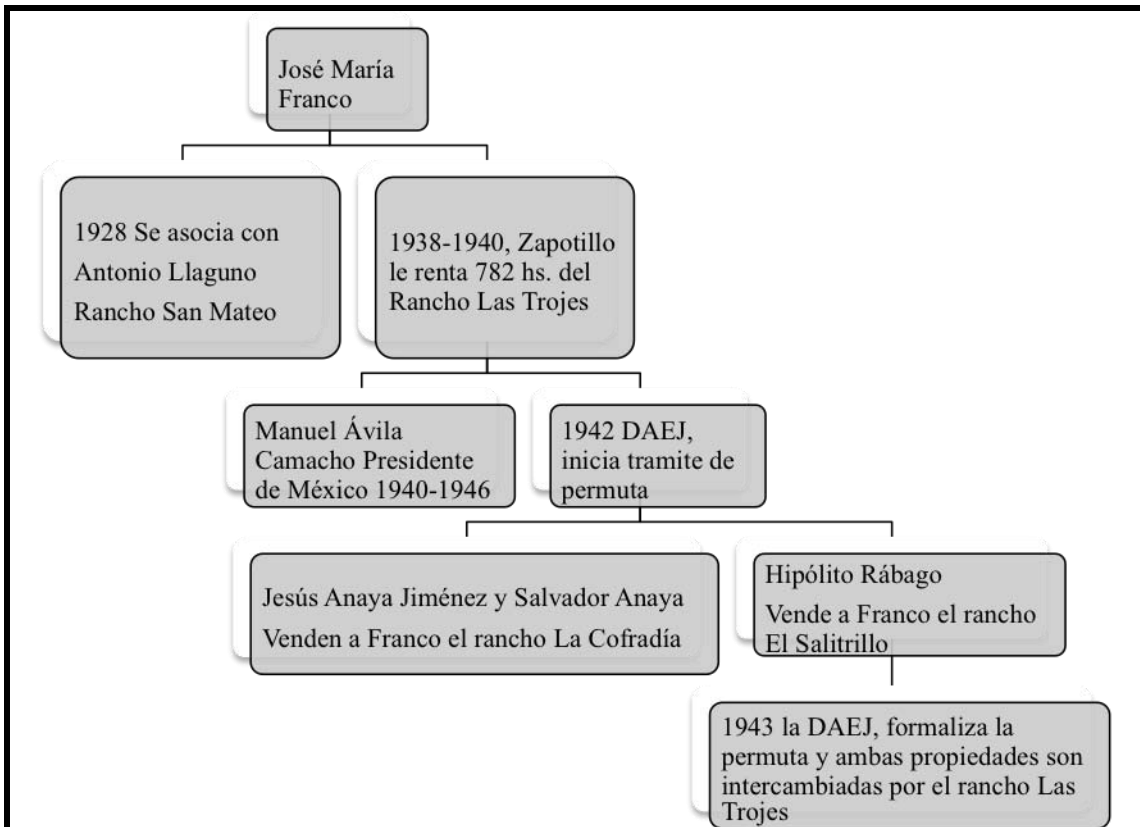 José María
Franco
1928 Se asocia con
Antonio Llaguno
Rancho San Mateo
1938-1940, Zapotillo
le renta 782 hs. del
Rancho Las Trojes
Manuel Ávila
Camacho Presidente
de México 1940-1946
1942 DAEJ,
inicia tramite de
permuta
Jesús Anaya Jiménez y Salvador Anaya
Venden a Franco el rancho La Cofradía
Hipólito Rábago
Vende a Franco el rancho
El Salitrillo
1943 la DAEJ, formaliza la
permuta y ambas propiedades son
intercambiadas por el rancho Las
Trojes